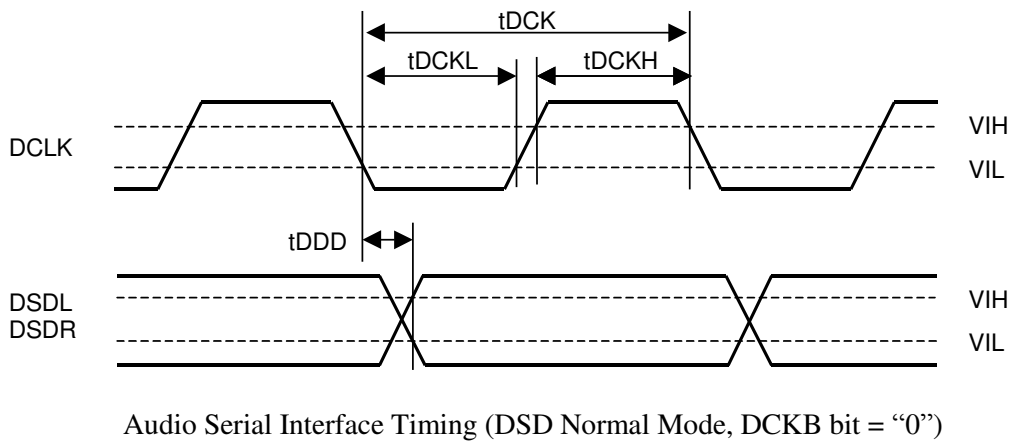 tDCK
tDCKL
tDCKH
DCLK
VIH
VIL
tDDD
DSDL
DSDR
VIH
VIL
Audio Serial Interface Timing (DSD Normal Mode, DCKB bit = “0”)